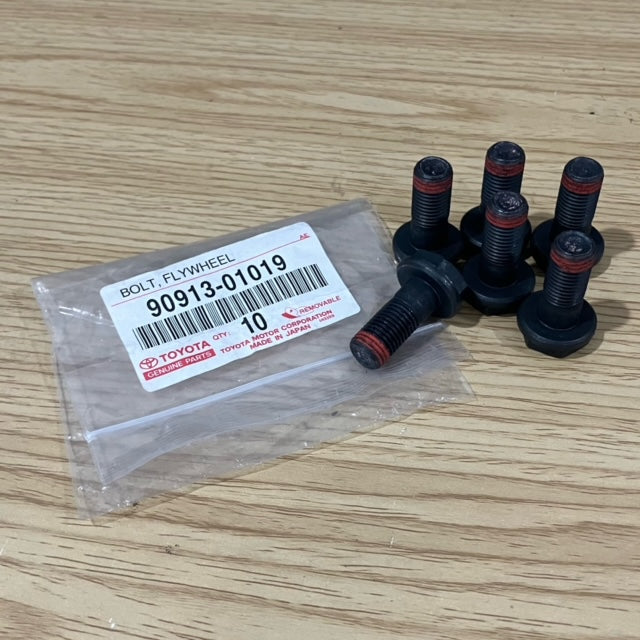 AE
BOLT, FLYWHEEL
90913-01019
QTY. 10
REMOVABLE
TOYOTA
GENUINE PARTS
TOYOTA MOTOR CORPORATION
MADE IN JAPAN